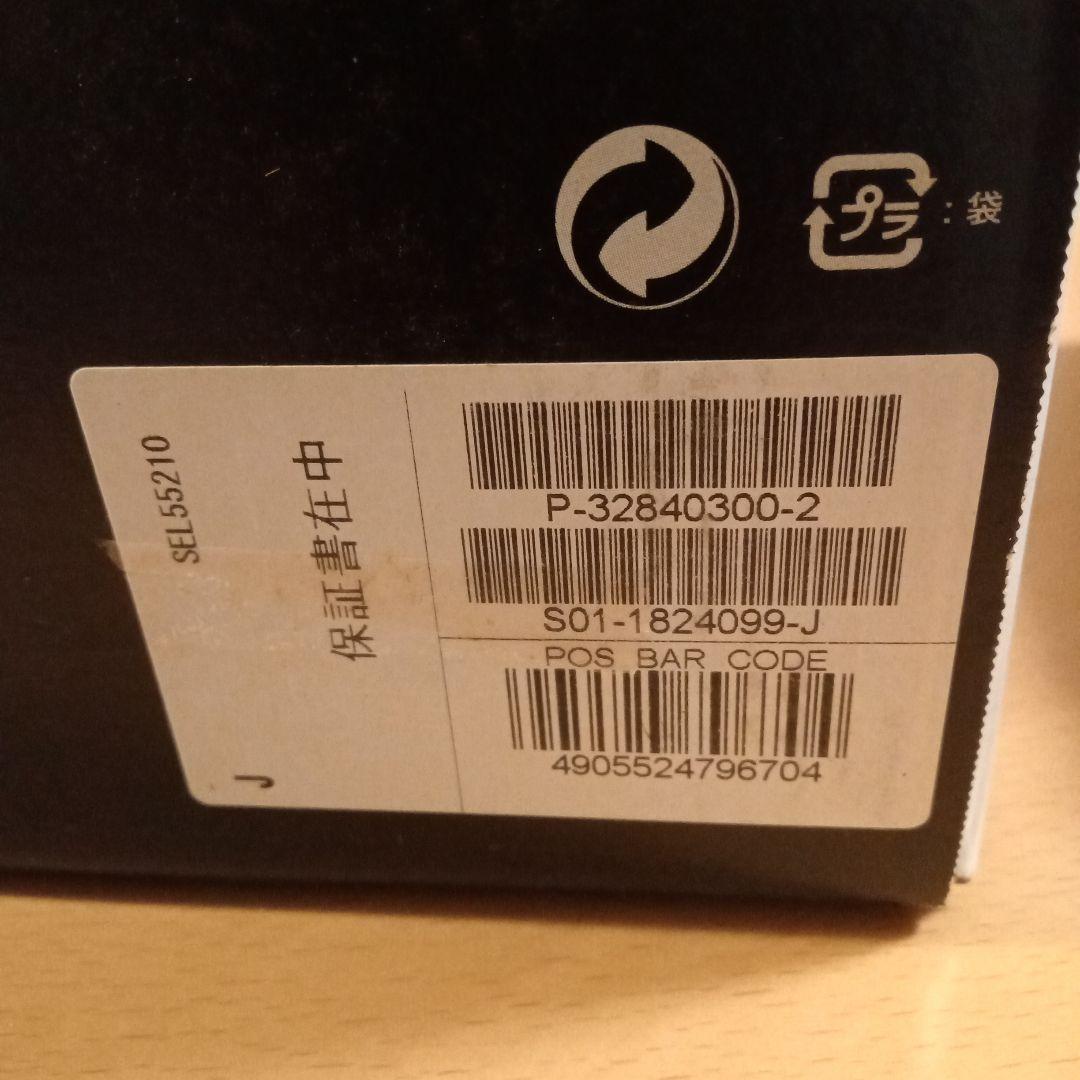 プラ:袋
SEL55210
保証書在中
J
P-32840300-2
S01-1824099-J
POS BAR CODE
4905524796704